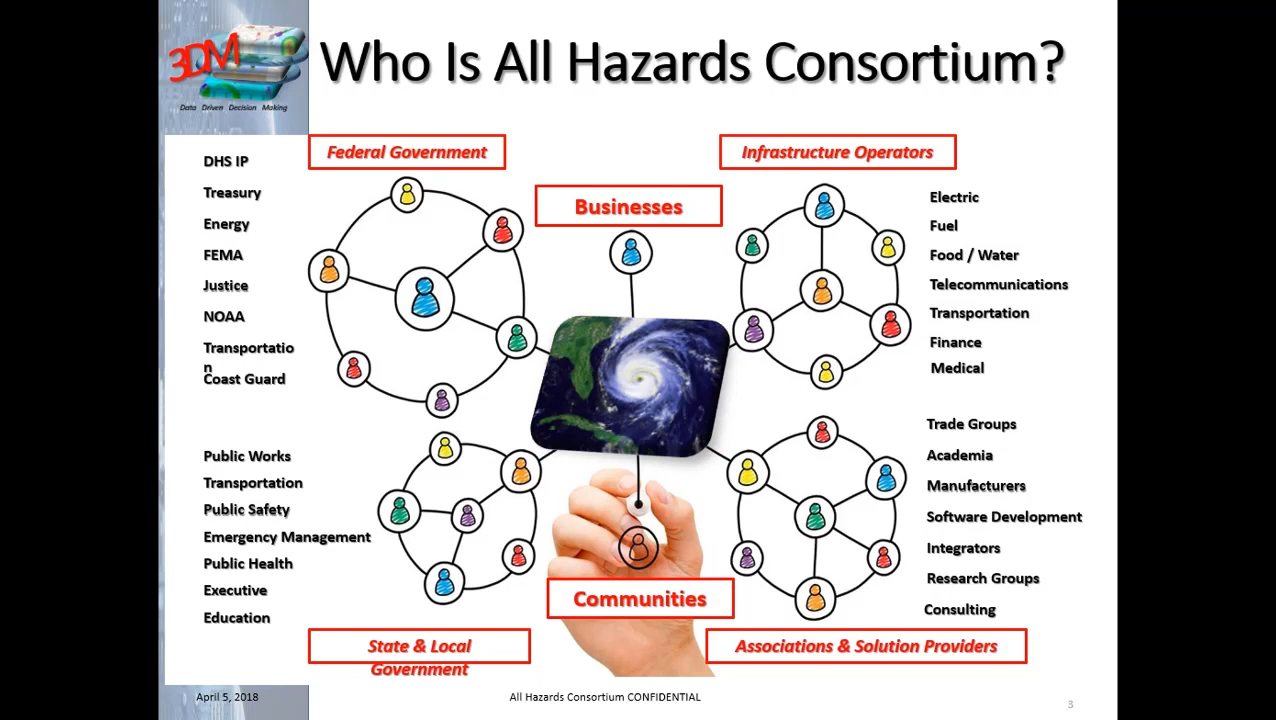 3DM
Data Driven Decision Making
Who Is All Hazards Consortium?
Federal Government
DHS IP
Treasury
Energy
FEMA
Justice
NOAA
Transportatio
n
Coast Guard
Businesses
Infrastructure Operators
Electric
Fuel
Food / Water
Telecommunications
Transportation
Finance
Medical
Public Works
Transportation
Public Safety
Emergency Management
Public Health
Executive
Education
State & Local
Government
Communities
Trade Groups
Academia
Manufacturers
Software Development
Integrators
Research Groups
Consulting
Associations & Solution Providers
April 5, 2018
All Hazards Consortium CONFIDENTIAL
3